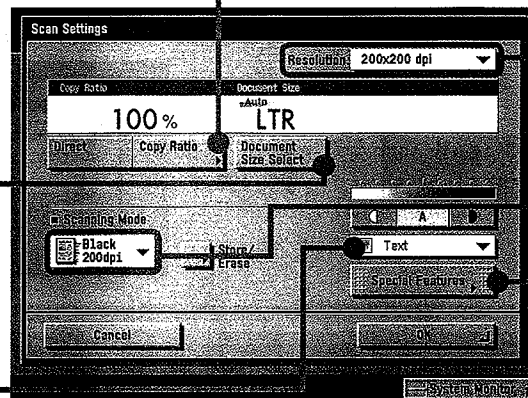 Scan Settings
Resolution: 200x200 dpi
Copy Ratio Document Size
100 % Auto LTR
Direct Copy Ratio Document Size Select
A
Scanning Mode
Black 200dpi
Store/ Erase
Text
Special Features
Cancel OK
System Monitor